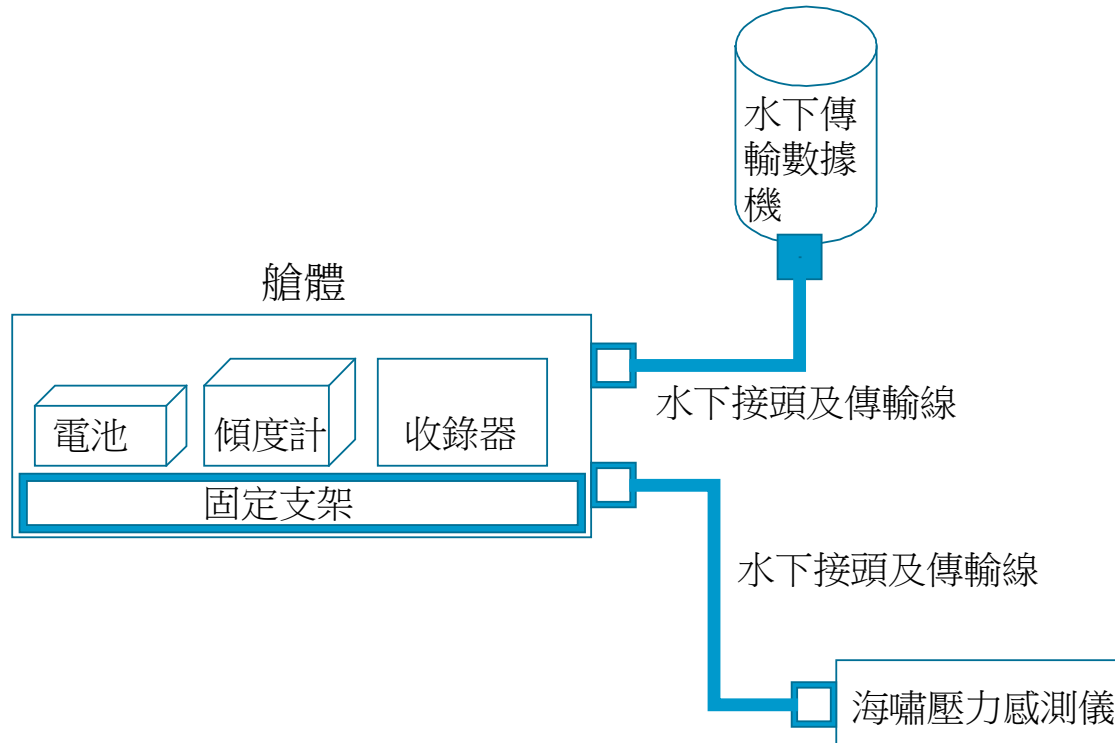 水下傳
輸數據
機
艙體
水下接頭及傳輸線
電池
傾度計
收錄器
固定支架
水下接頭及傳輸線
海嘯壓力感測儀